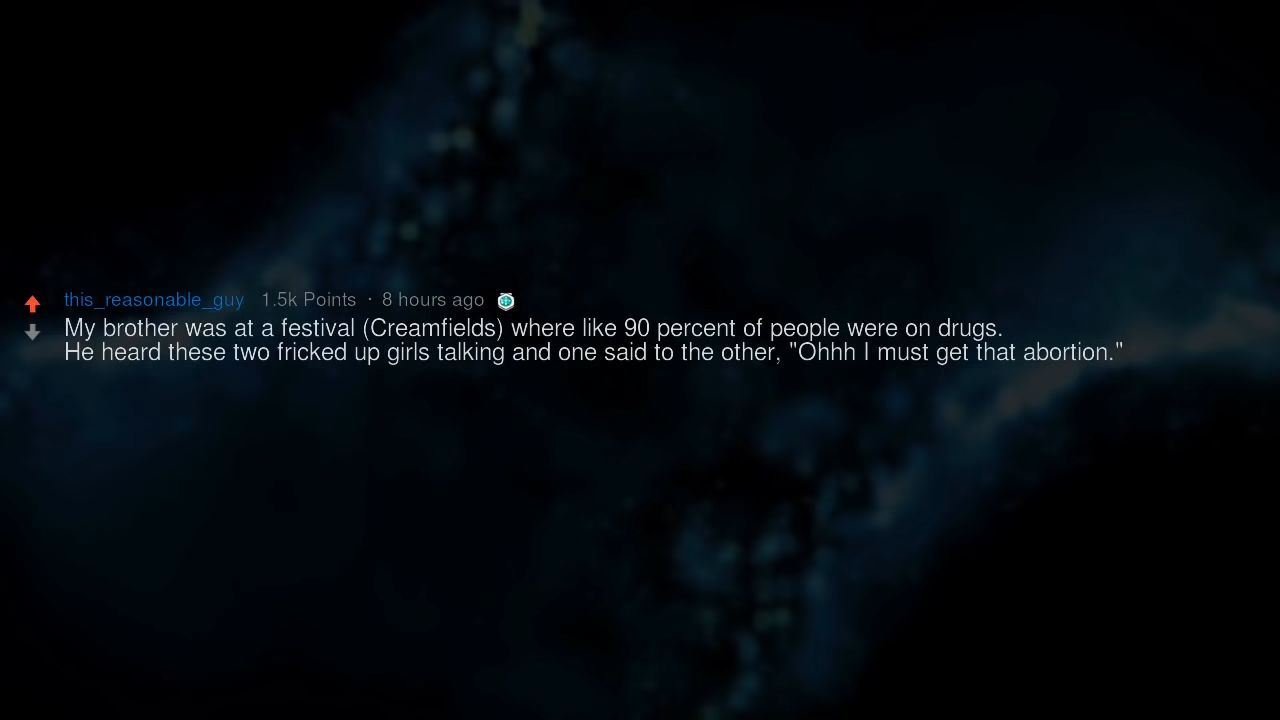 this_reasonable_guy 1.5k Points · 8 hours ago
My brother was at a festival (Creamfields) where like 90 percent of people were on drugs.
He heard these two fricked up girls talking and one said to the other, "Ohhh I must get that abortion."